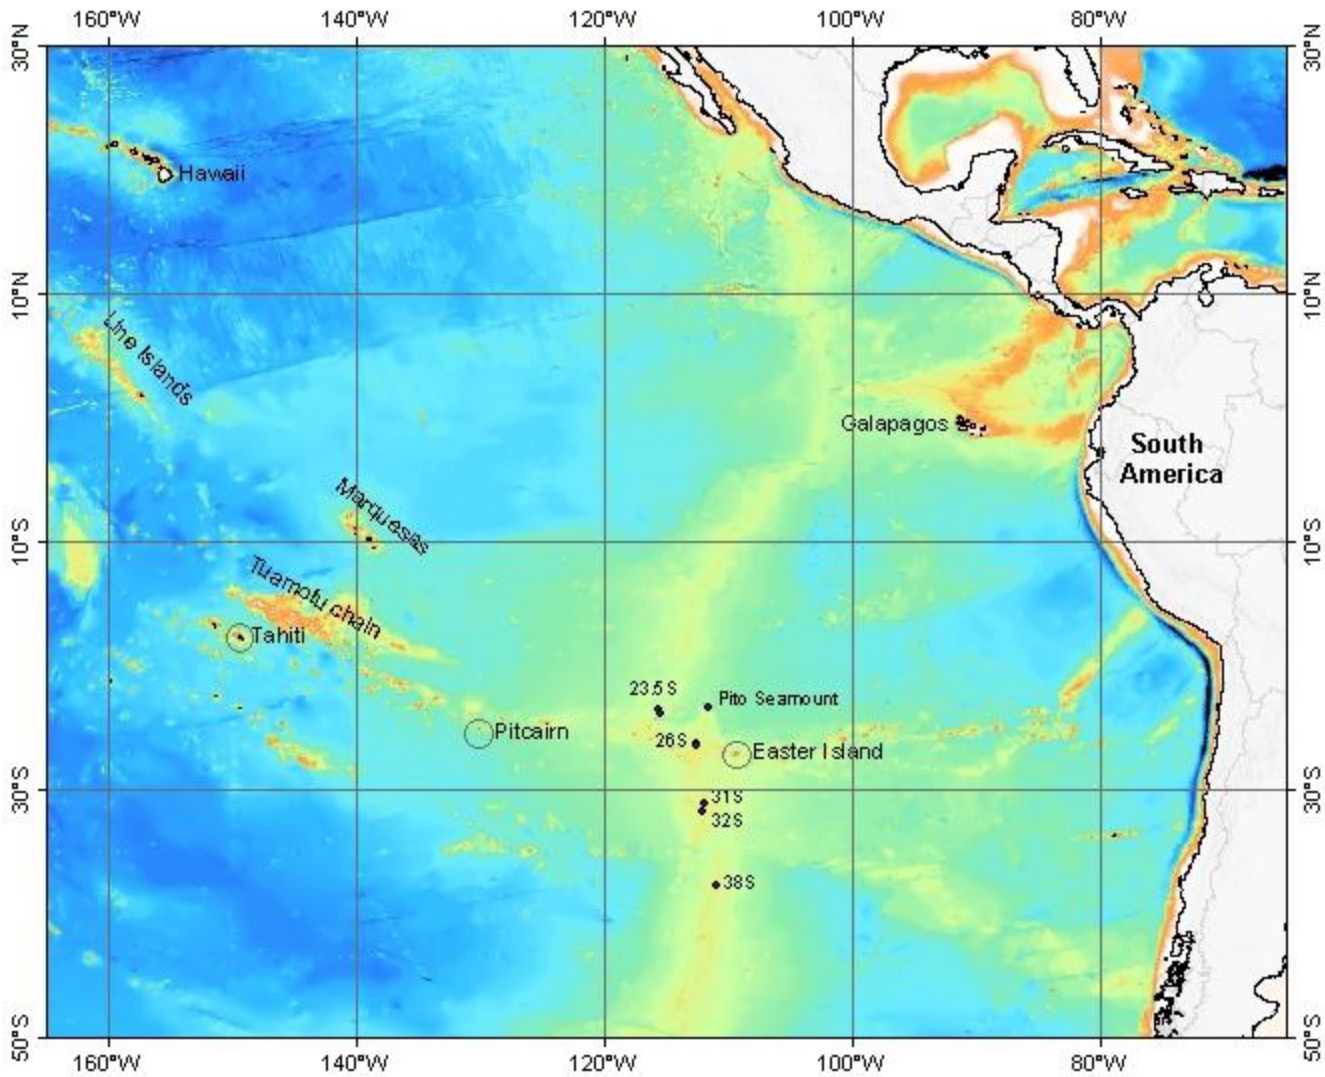 160°W
140°W
120°W
100°W
80°W
30°N
30°N
Hawaii
10°N
10°N
Line Islands
Galapagos
South
America
Marquesas
10°S
10°S
Tuamotu chain
Tahiti
23.5 S
Pito Seamount
Pitcairn
26S
Easter Island
30°S
30°S
31S
32S
38S
50°S
50°S
160°W
140°W
120°W
100°W
80°W